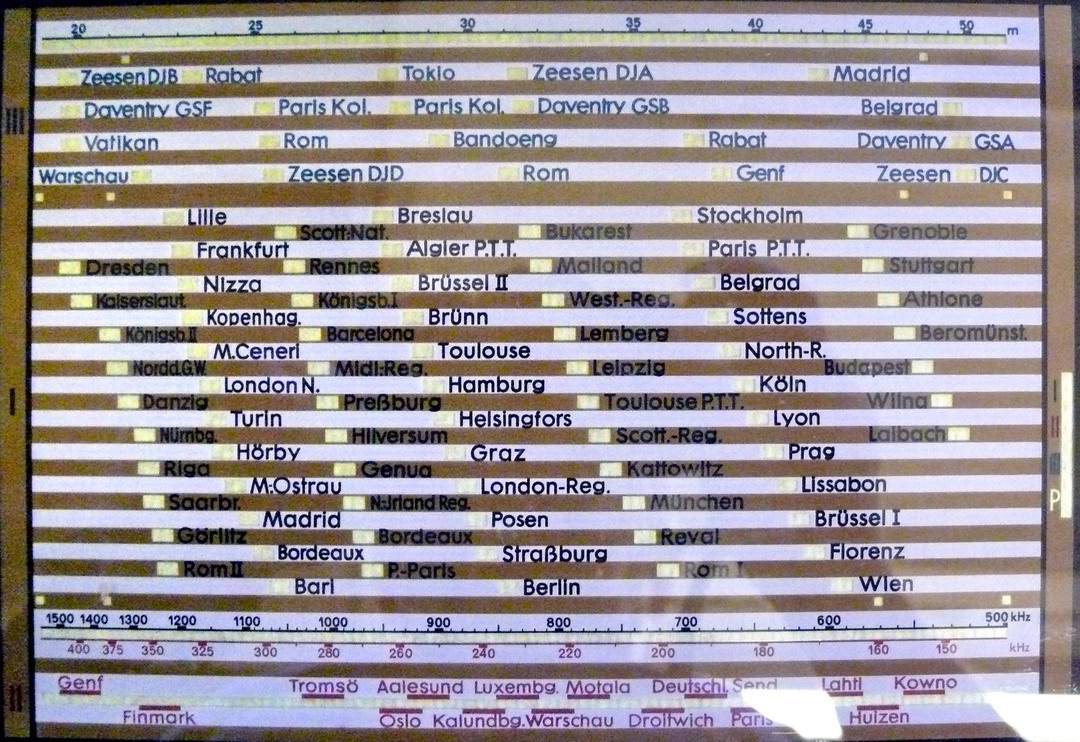 20 25 30 35 40 45 50 m
Zeesen DJB Rabat Tokio Zeesen DJA Madrid
III Daventry GSF Paris Kol. Paris Kol. Daventry GSB Belgrad
Vatikan Rom Bandoeng Rabat Daventry GSA
Warschau Zeesen DJD Rom Genf Zeesen DJC
Lille Breslau Stockholm
Scott.-Nat. Bukarest Grenoble
Frankfurt Algier P.T.T. Paris P.T.T.
Dresden Rennes Mailand Stuttgart
Nizza Brüssel II Belgrad
Kaiserslaut. Königsb.I West.-Reg. Athlone
Kopenhag. Brünn Sottens
Königsb.II Barcelona Lemberg Beromünst.
M.Ceneri Toulouse North-R.
Nordd.G.W. Midl.-Reg. Leipzig Budapest
London N. Hamburg Köln
I Danzig Preßburg Toulouse P.T.T. Wilna I
Turin Helsingfors Lyon
Nürnbg. Hilversum Scott.-Reg. Laibach II
Hörby Graz Prag
Riga Genua Kattowitz
M.-Ostrau London-Reg. Lissabon
Saarbr. N.-Irland Reg. München P
Madrid Posen Brüssel I
Görlitz Bordeaux Reval
Bordeaux Straßburg Florenz
Rom II P.-Paris Rom I
Bari Berlin Wien
1500 1400 1300 1200 1100 1000 900 800 700 600 500 kHz
400 375 350 325 300 280 260 240 220 200 180 160 150 kHz
Genf Tromsö Aalesund Luxembg. Motala Deutschl. Send Lahti Kowno
II Finmark Oslo Kalundbg. Warschau Droitwich Paris Huizen